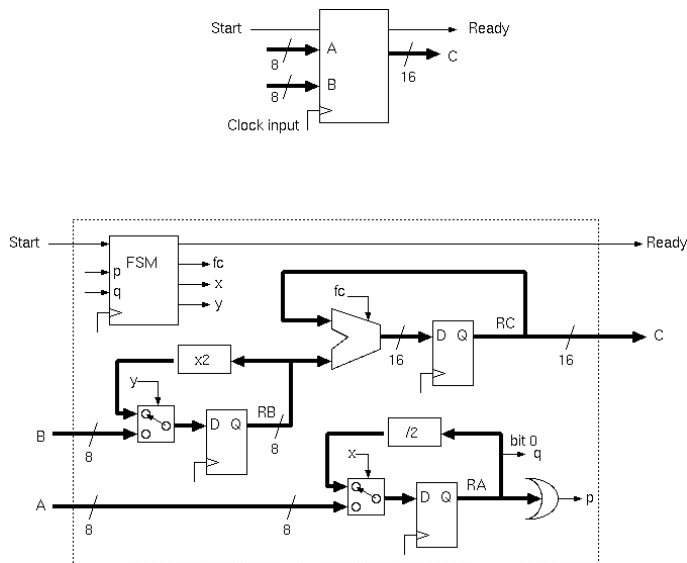 Start
Ready
A
8
C
16
B
8
Clock input
Start
Ready
FSM
fc
p
x
q
y
fc
D Q
RC
C
16
16
x2
y
D Q
RB
8
B
8
/2
bit 0
q
x
D Q
RA
p
A
8
8